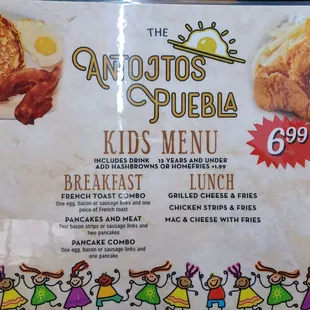 THE
ANTOJTOS
PUEBLA
KIDS MENU
INCLUDES DRINK 12 YEARS AND UNDER
ADD HASHBROWNS OR HOMEFRIES +1.99
6.99
BREAKFAST
FRENCH TOAST COMBO
One egg, bacon or sausage links and one
peice of French toast
PANCAKES AND MEAT
Two bacon strips or sausage links and
two pancakes
PANCAKE COMBO
One egg, bacon or sausage links and
one pancake
LUNCH
GRILLED CHEESE & FRIES
CHICKEN STRIPS & FRIES
MAC & CHEESE WITH FRIES